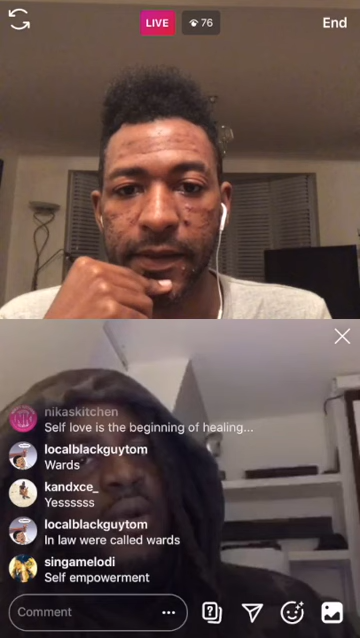 LIVE
76
End
nikaskitchen
Self love is the beginning of healing...
localblackguytom
Wards
kandxce_
Yessssss
localblackguytom
In law were called wards
singamelodi
Self empowerment
Comment